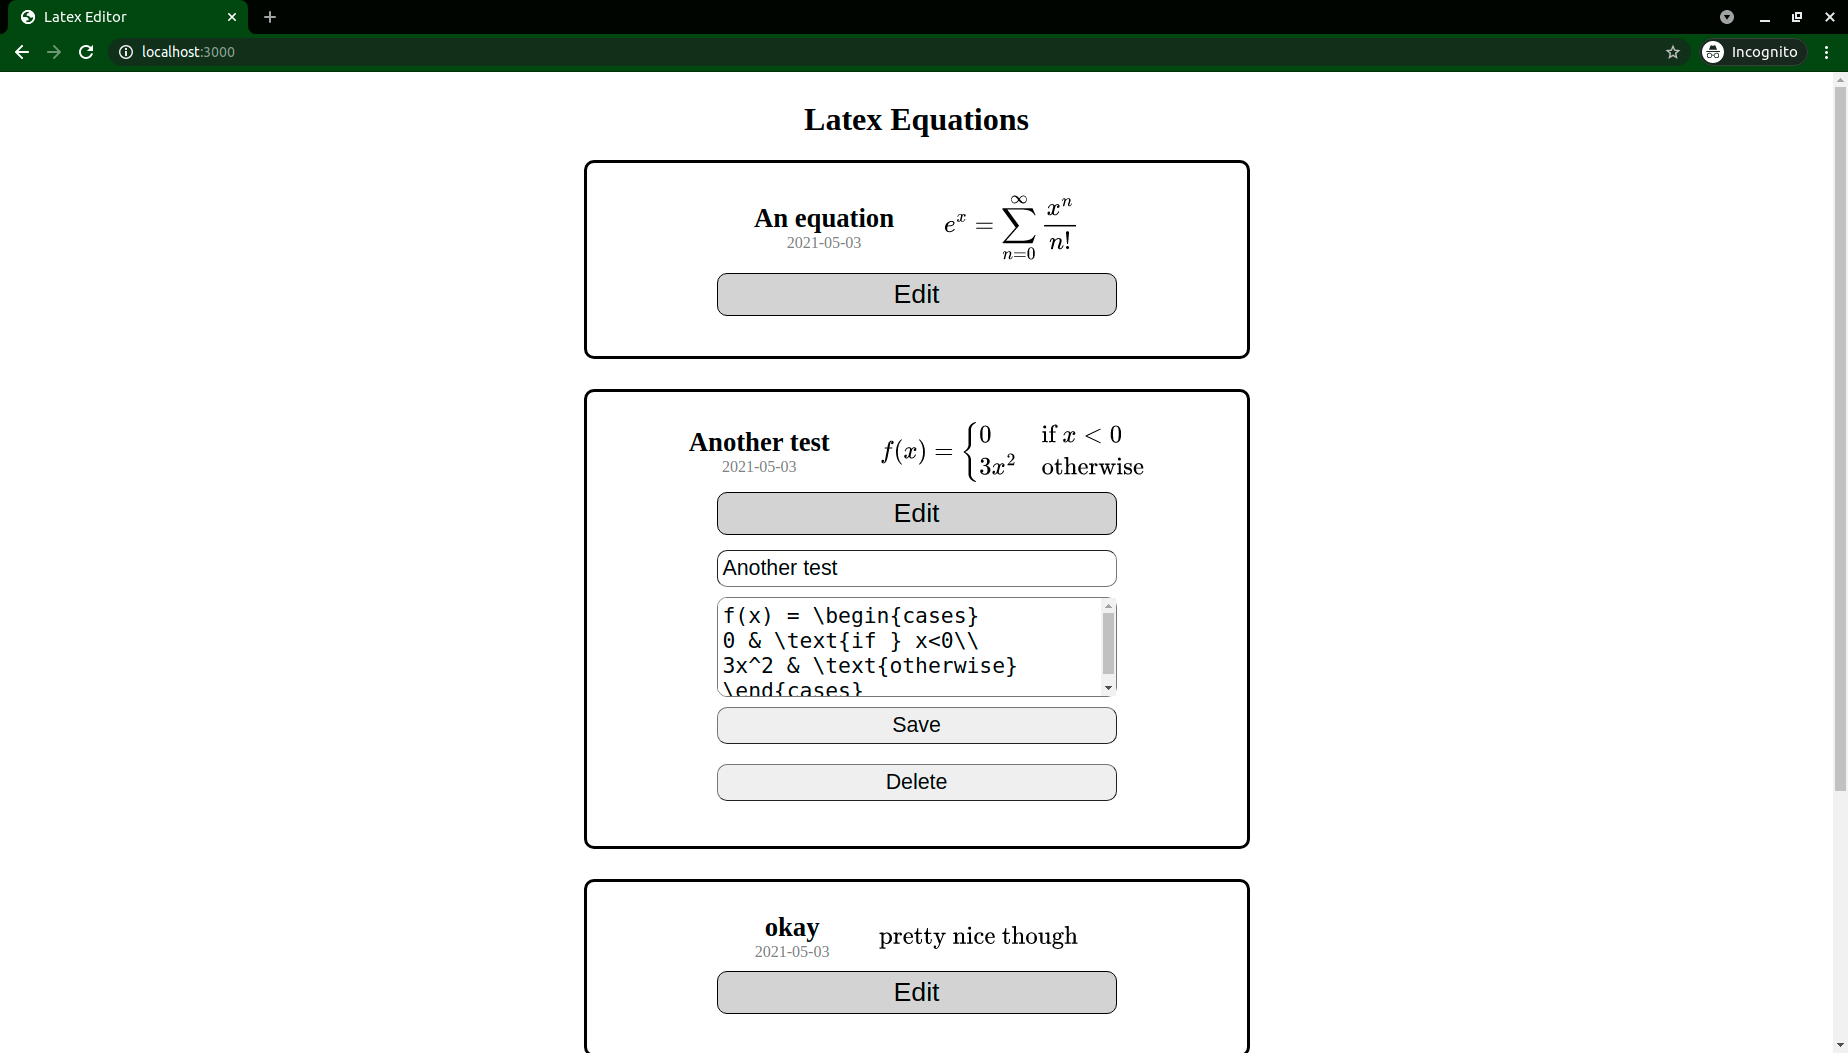 Latex Editor
localhost:3000
Incognito
Latex Equations
An equation
2021-05-03
e^x = \sum_{n=0}^{\infty} \frac{x^n}{n!}
Edit
Another test
2021-05-03
f(x) = \begin{cases} 0 & \text{if } x < 0 \\ 3x^2 & \text{otherwise} \end{cases}
Edit
Another test
f(x) = \begin{cases}
0 & \text{if } x<0\\
3x^2 & \text{otherwise}
\end{cases}
Save
Delete
okay
2021-05-03
pretty nice though
Edit